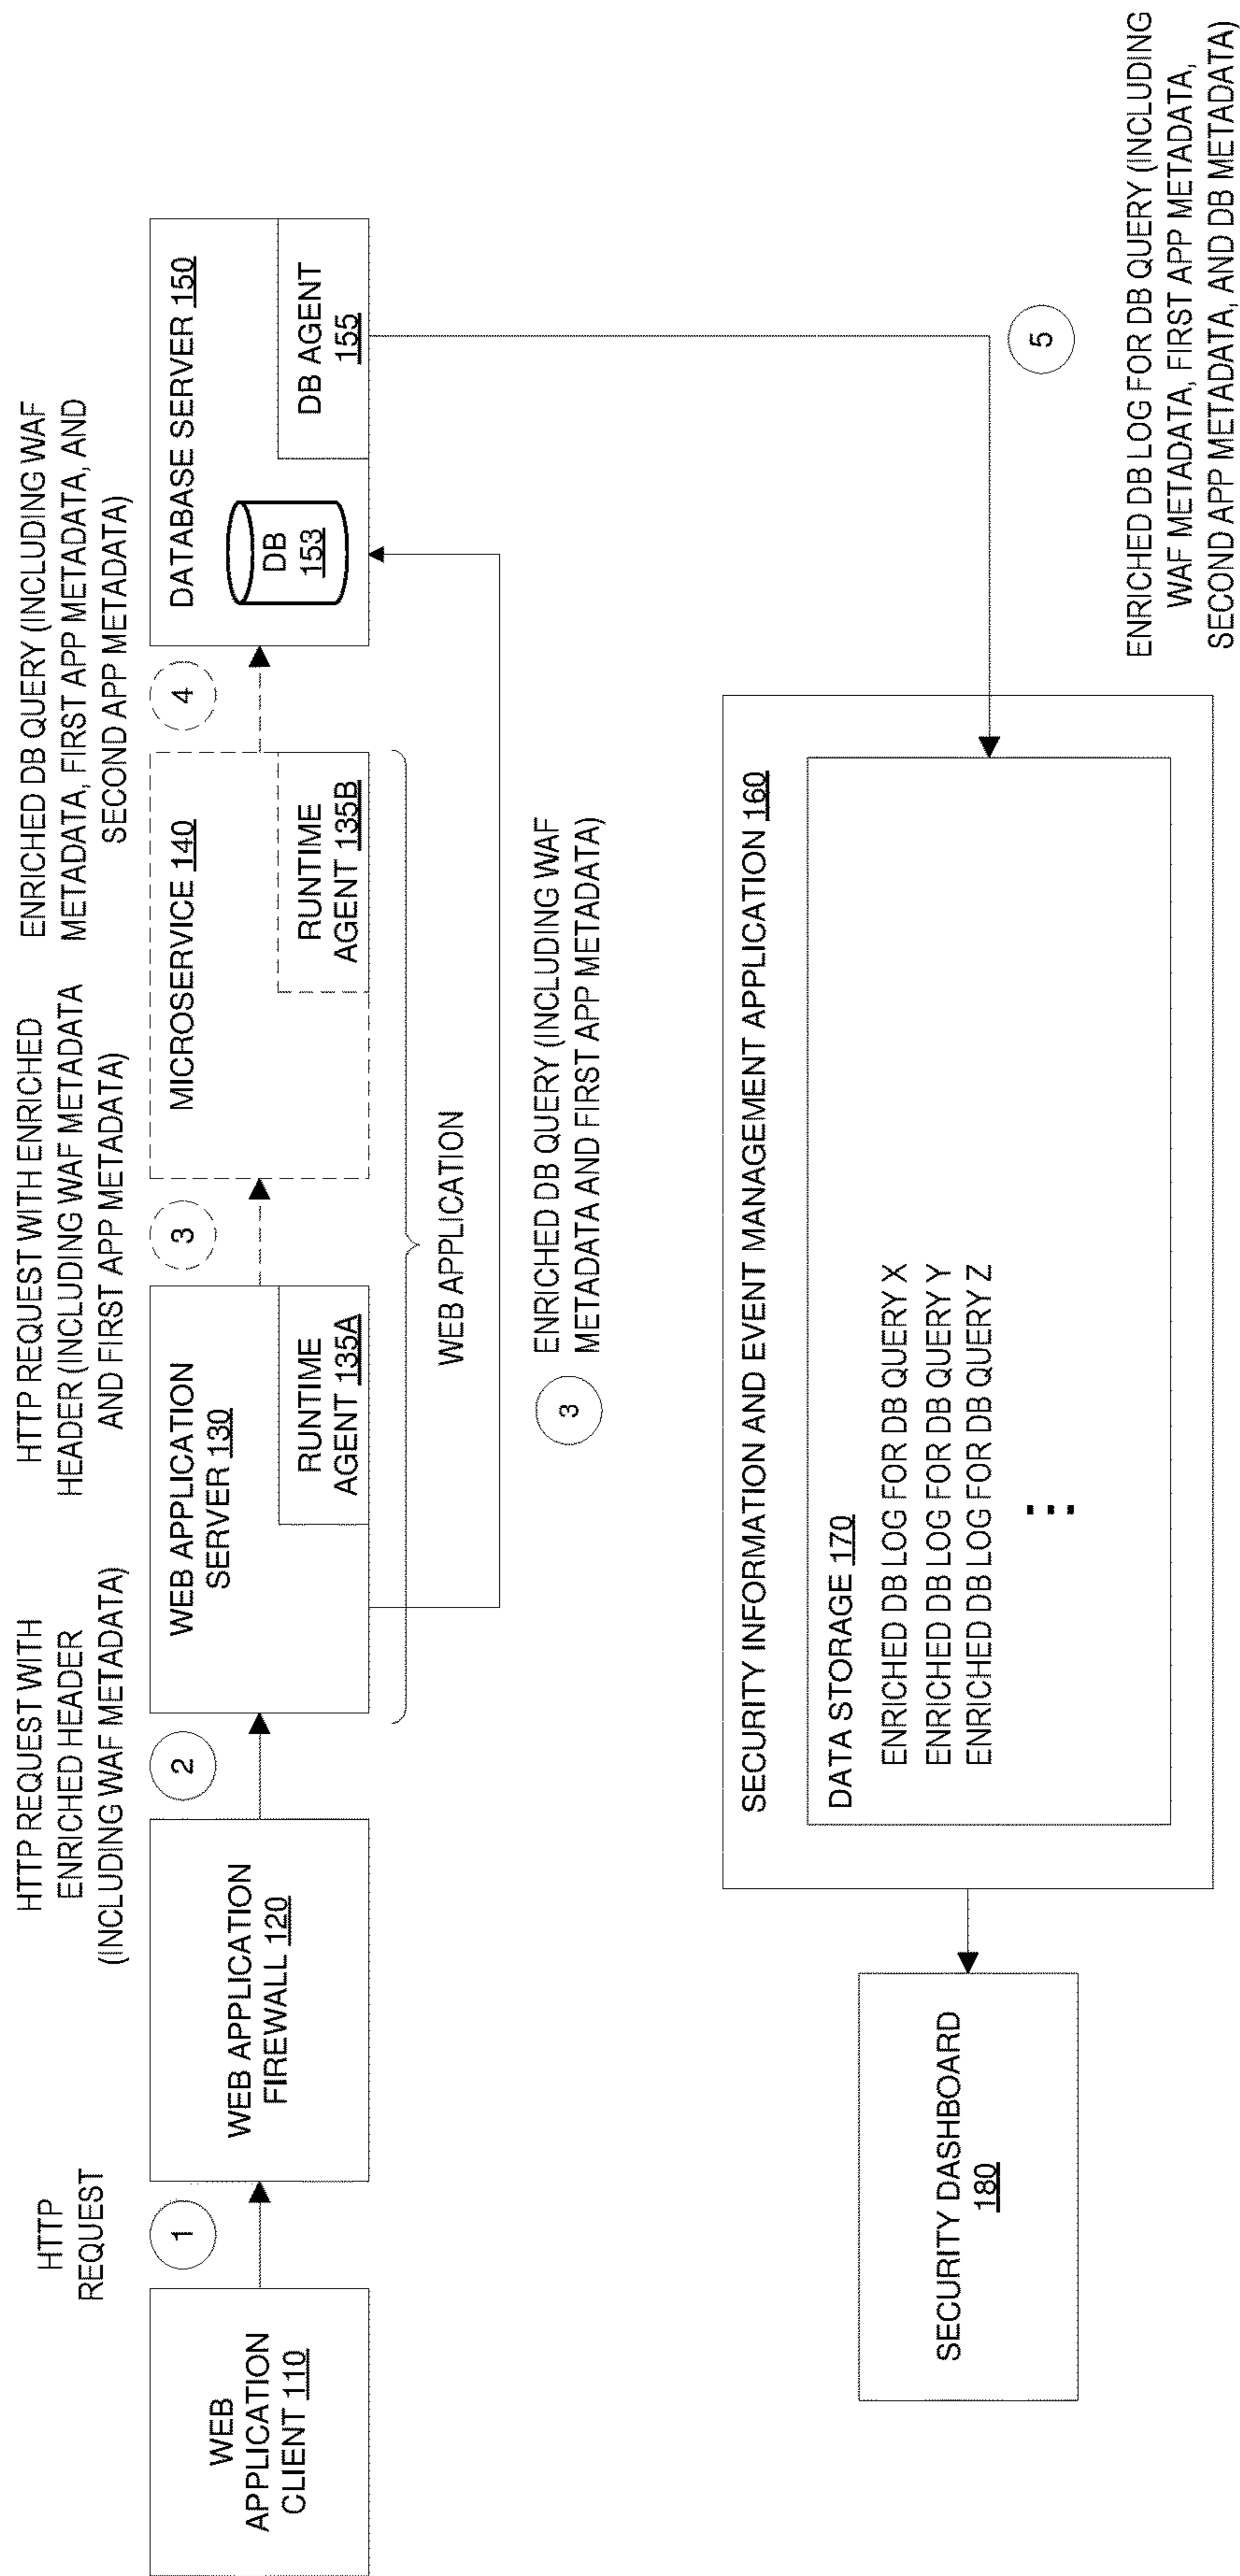 HTTP
REQUEST
1
HTTP REQUEST WITH
ENRICHED HEADER
(INCLUDING WAF METADATA)
2
HTTP REQUEST WITH ENRICHED
HEADER (INCLUDING WAF METADATA
AND FIRST APP METADATA)
3
ENRICHED DB QUERY (INCLUDING WAF
METADATA, FIRST APP METADATA, AND
SECOND APP METADATA)
4
WEB
APPLICATION
CLIENT 110
WEB APPLICATION
FIREWALL 120
WEB APPLICATION
SERVER 130
RUNTIME
AGENT 135A
MICROSERVICE 140
RUNTIME
AGENT 135B
DATABASE SERVER 150
DB
153
DB AGENT
155
WEB APPLICATION
3
ENRICHED DB QUERY (INCLUDING WAF
METADATA AND FIRST APP METADATA)
SECURITY DASHBOARD
180
SECURITY INFORMATION AND EVENT MANAGEMENT APPLICATION 160
DATA STORAGE 170
ENRICHED DB LOG FOR DB QUERY X
ENRICHED DB LOG FOR DB QUERY Y
ENRICHED DB LOG FOR DB QUERY Z
...
5
ENRICHED DB LOG FOR DB QUERY (INCLUDING
WAF METADATA, FIRST APP METADATA,
SECOND APP METADATA, AND DB METADATA)